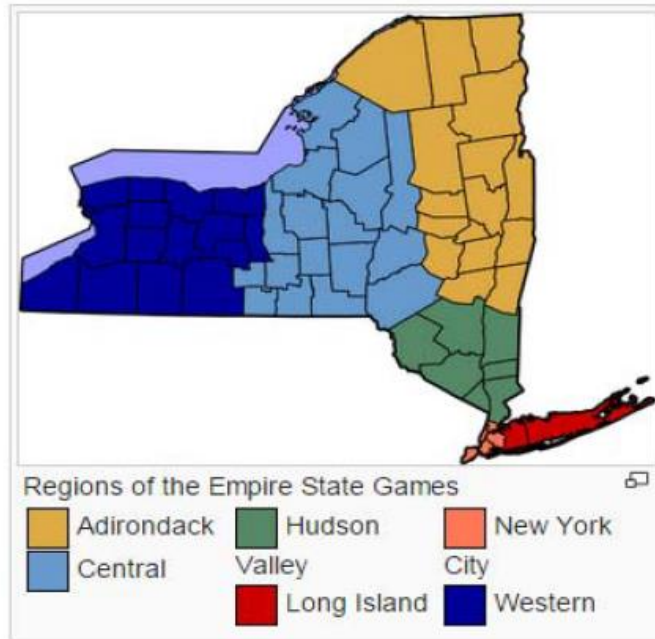 Regions of the Empire State Games
Adirondack
Central
Hudson
Valley
Long Island
New York
City
Western